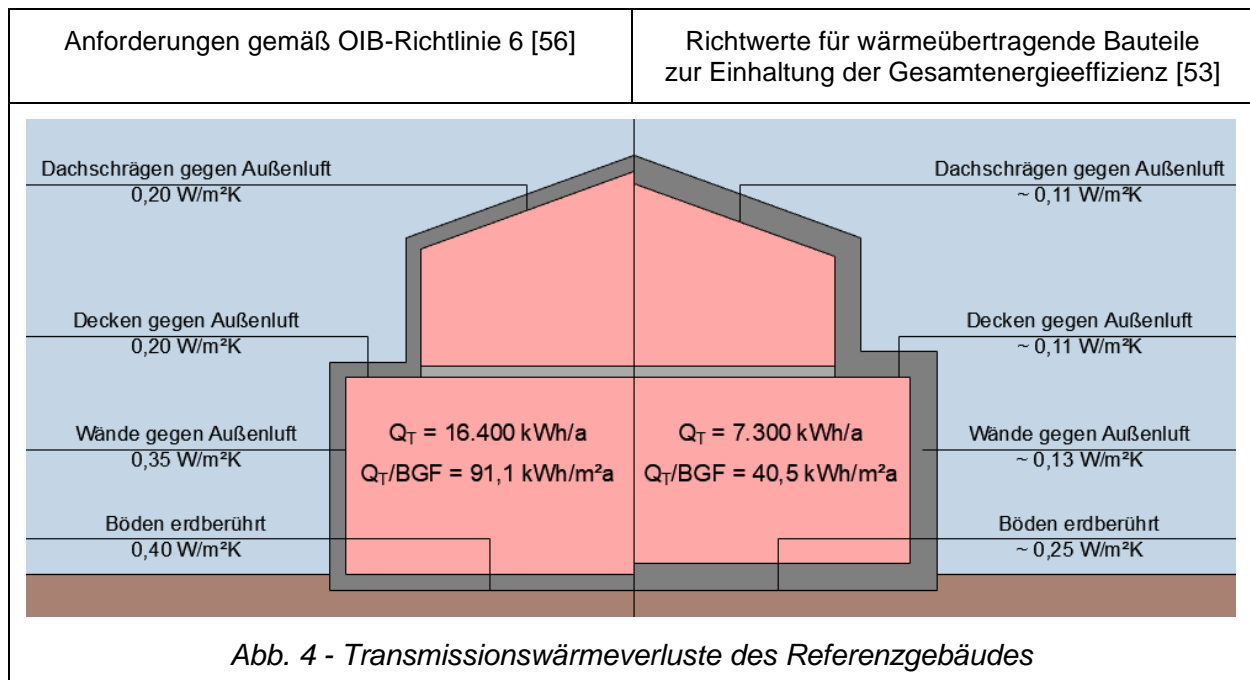 Anforderungen gemäß OIB-Richtlinie 6 [56]
Richtwerte für wärmeübertragende Bauteile
zur Einhaltung der Gesamtenergieeffizienz [53]
Dachschrägen gegen Außenluft
0,20 W/m²K
Dachschrägen gegen Außenluft
~ 0,11 W/m²K
Decken gegen Außenluft
0,20 W/m²K
Decken gegen Außenluft
~ 0,11 W/m²K
Wände gegen Außenluft
0,35 W/m²K
Q_T = 16.400 kWh/a
Q_T/BGF = 91,1 kWh/m²a
Q_T = 7.300 kWh/a
Q_T/BGF = 40,5 kWh/m²a
Wände gegen Außenluft
~ 0,13 W/m²K
Böden erdberührt
0,40 W/m²K
Böden erdberührt
~ 0,25 W/m²K
Abb. 4 - Transmissionswärmeverluste des Referenzgebäudes